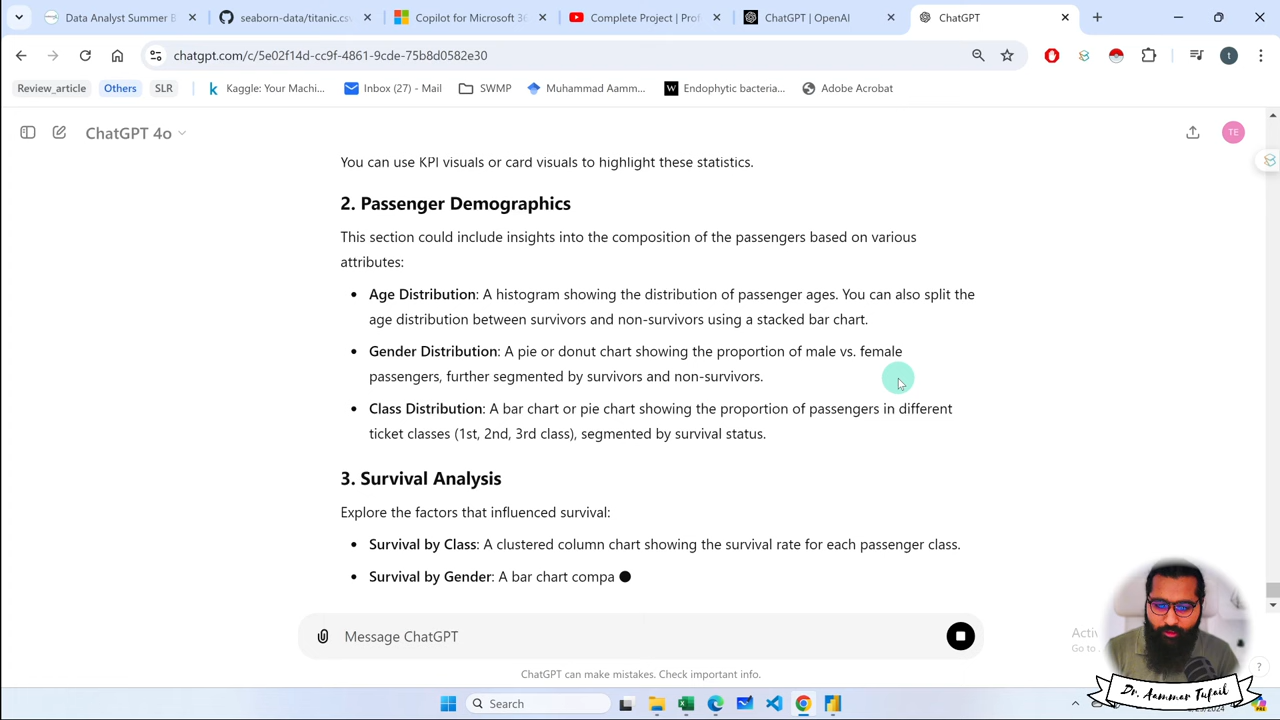 Data Analyst Summer B
seaborn-data/titanic.cs
Copilot for Microsoft 36
Complete Project | Prof
ChatGPT | OpenAI
ChatGPT
chatgpt.com/c/5e02f14d-cc9f-4861-9cde-75b8d0582e30
t
Review_article
Others
SLR
Kaggle: Your Machi...
Inbox (27) - Mail
SWMP
Muhammad Aamm...
Endophytic bacteria...
Adobe Acrobat
ChatGPT 4o
TE
You can use KPI visuals or card visuals to highlight these statistics.
2. Passenger Demographics
This section could include insights into the composition of the passengers based on various
attributes:
• Age Distribution: A histogram showing the distribution of passenger ages. You can also split the
age distribution between survivors and non-survivors using a stacked bar chart.
• Gender Distribution: A pie or donut chart showing the proportion of male vs. female
passengers, further segmented by survivors and non-survivors.
• Class Distribution: A bar chart or pie chart showing the proportion of passengers in different
ticket classes (1st, 2nd, 3rd class), segmented by survival status.
3. Survival Analysis
Explore the factors that influenced survival:
• Survival by Class: A clustered column chart showing the survival rate for each passenger class.
• Survival by Gender: A bar chart compa
Message ChatGPT
Activ
Go to
ChatGPT can make mistakes. Check important info.
?
Search
Dr. Aammar Tufail